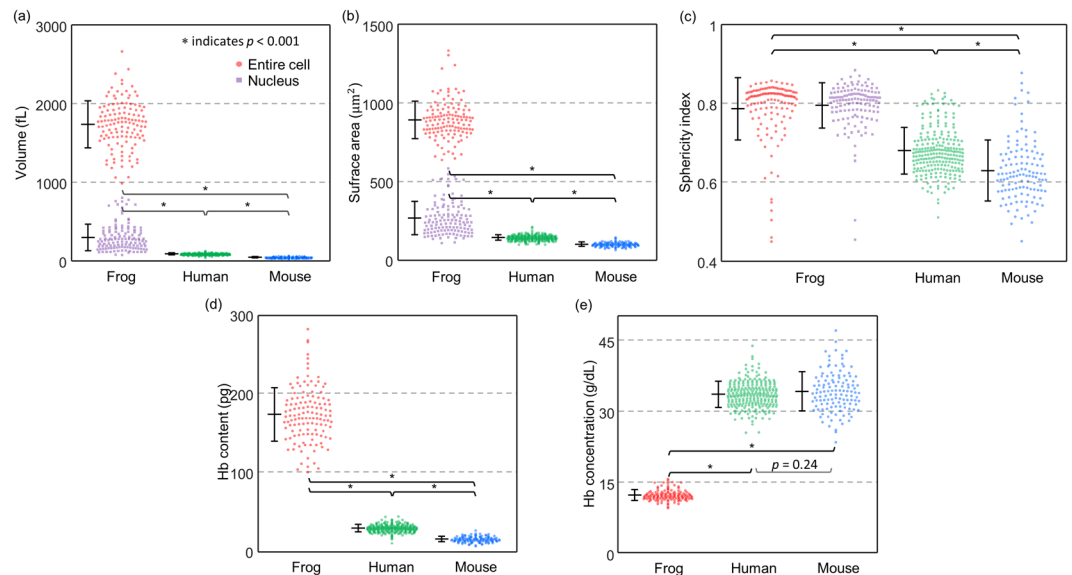 (a)
3000
2000
1000
0
Volume (fL)
* indicates p < 0.001
Entire cell
Nucleus
*
*
*
Frog
Human
Mouse
(b)
1500
1000
500
0
Sufrace area (μm²)
*
*
*
Frog
Human
Mouse
(c)
1
0.8
0.6
0.4
Sphericity index
*
*
*
Frog
Human
Mouse
(d)
300
200
100
0
Hb content (pg)
*
*
*
Frog
Human
Mouse
(e)
45
30
15
0
Hb concentration (g/dL)
*
*
p = 0.24
Frog
Human
Mouse